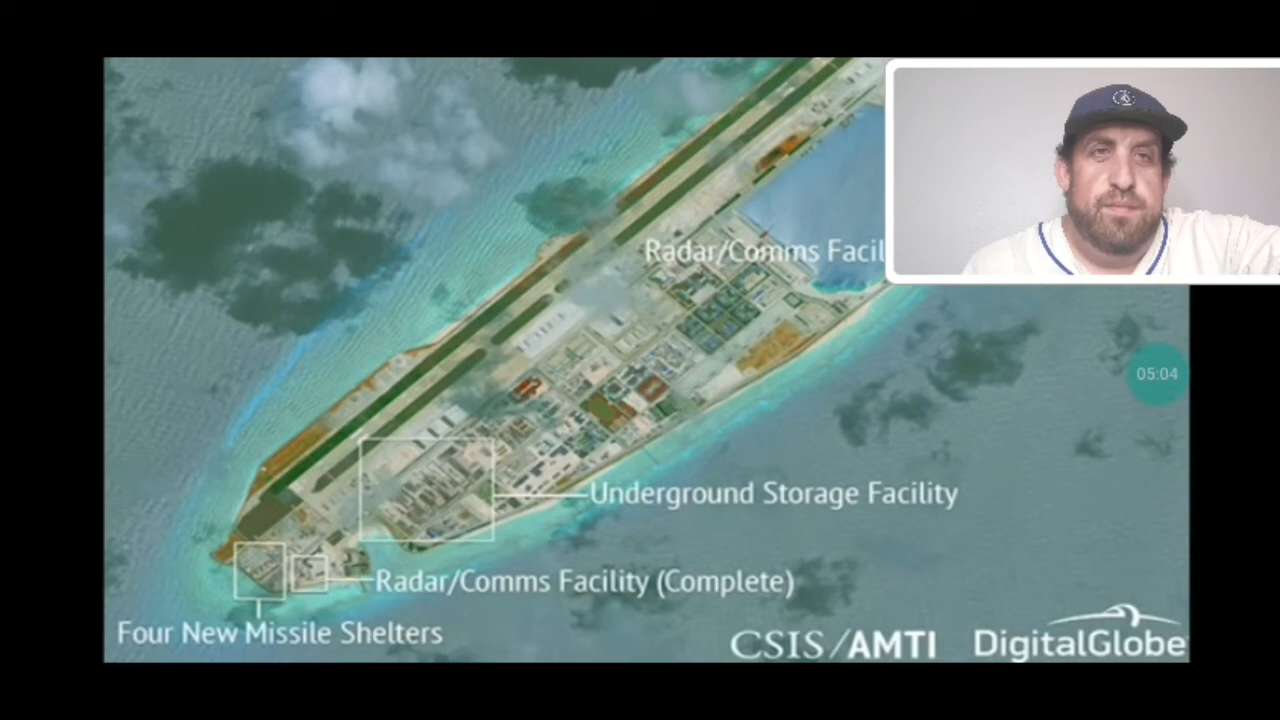 Radar/Comms Facil
05:04
Underground Storage Facility
Radar/Comms Facility (Complete)
Four New Missile Shelters
CSIS/AMTI DigitalGlobe